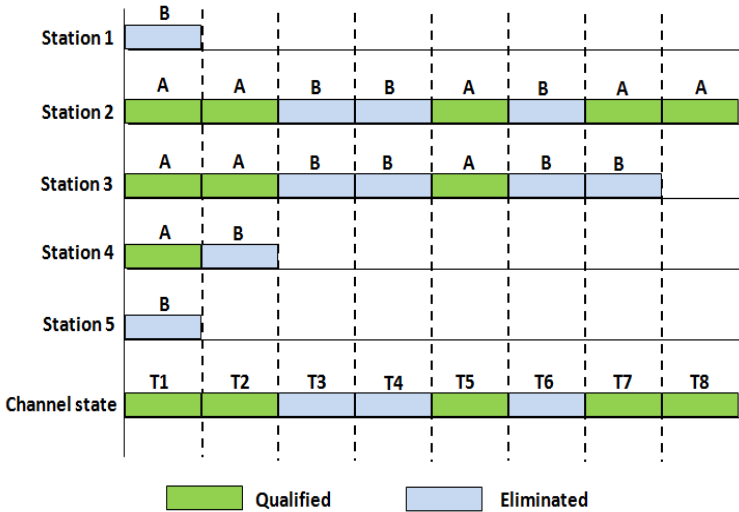 B
Station 1
A A B B A B A A
Station 2
A A B B A B B
Station 3
A B
Station 4
B
Station 5
T1 T2 T3 T4 T5 T6 T7 T8
Channel state
Qualified Eliminated